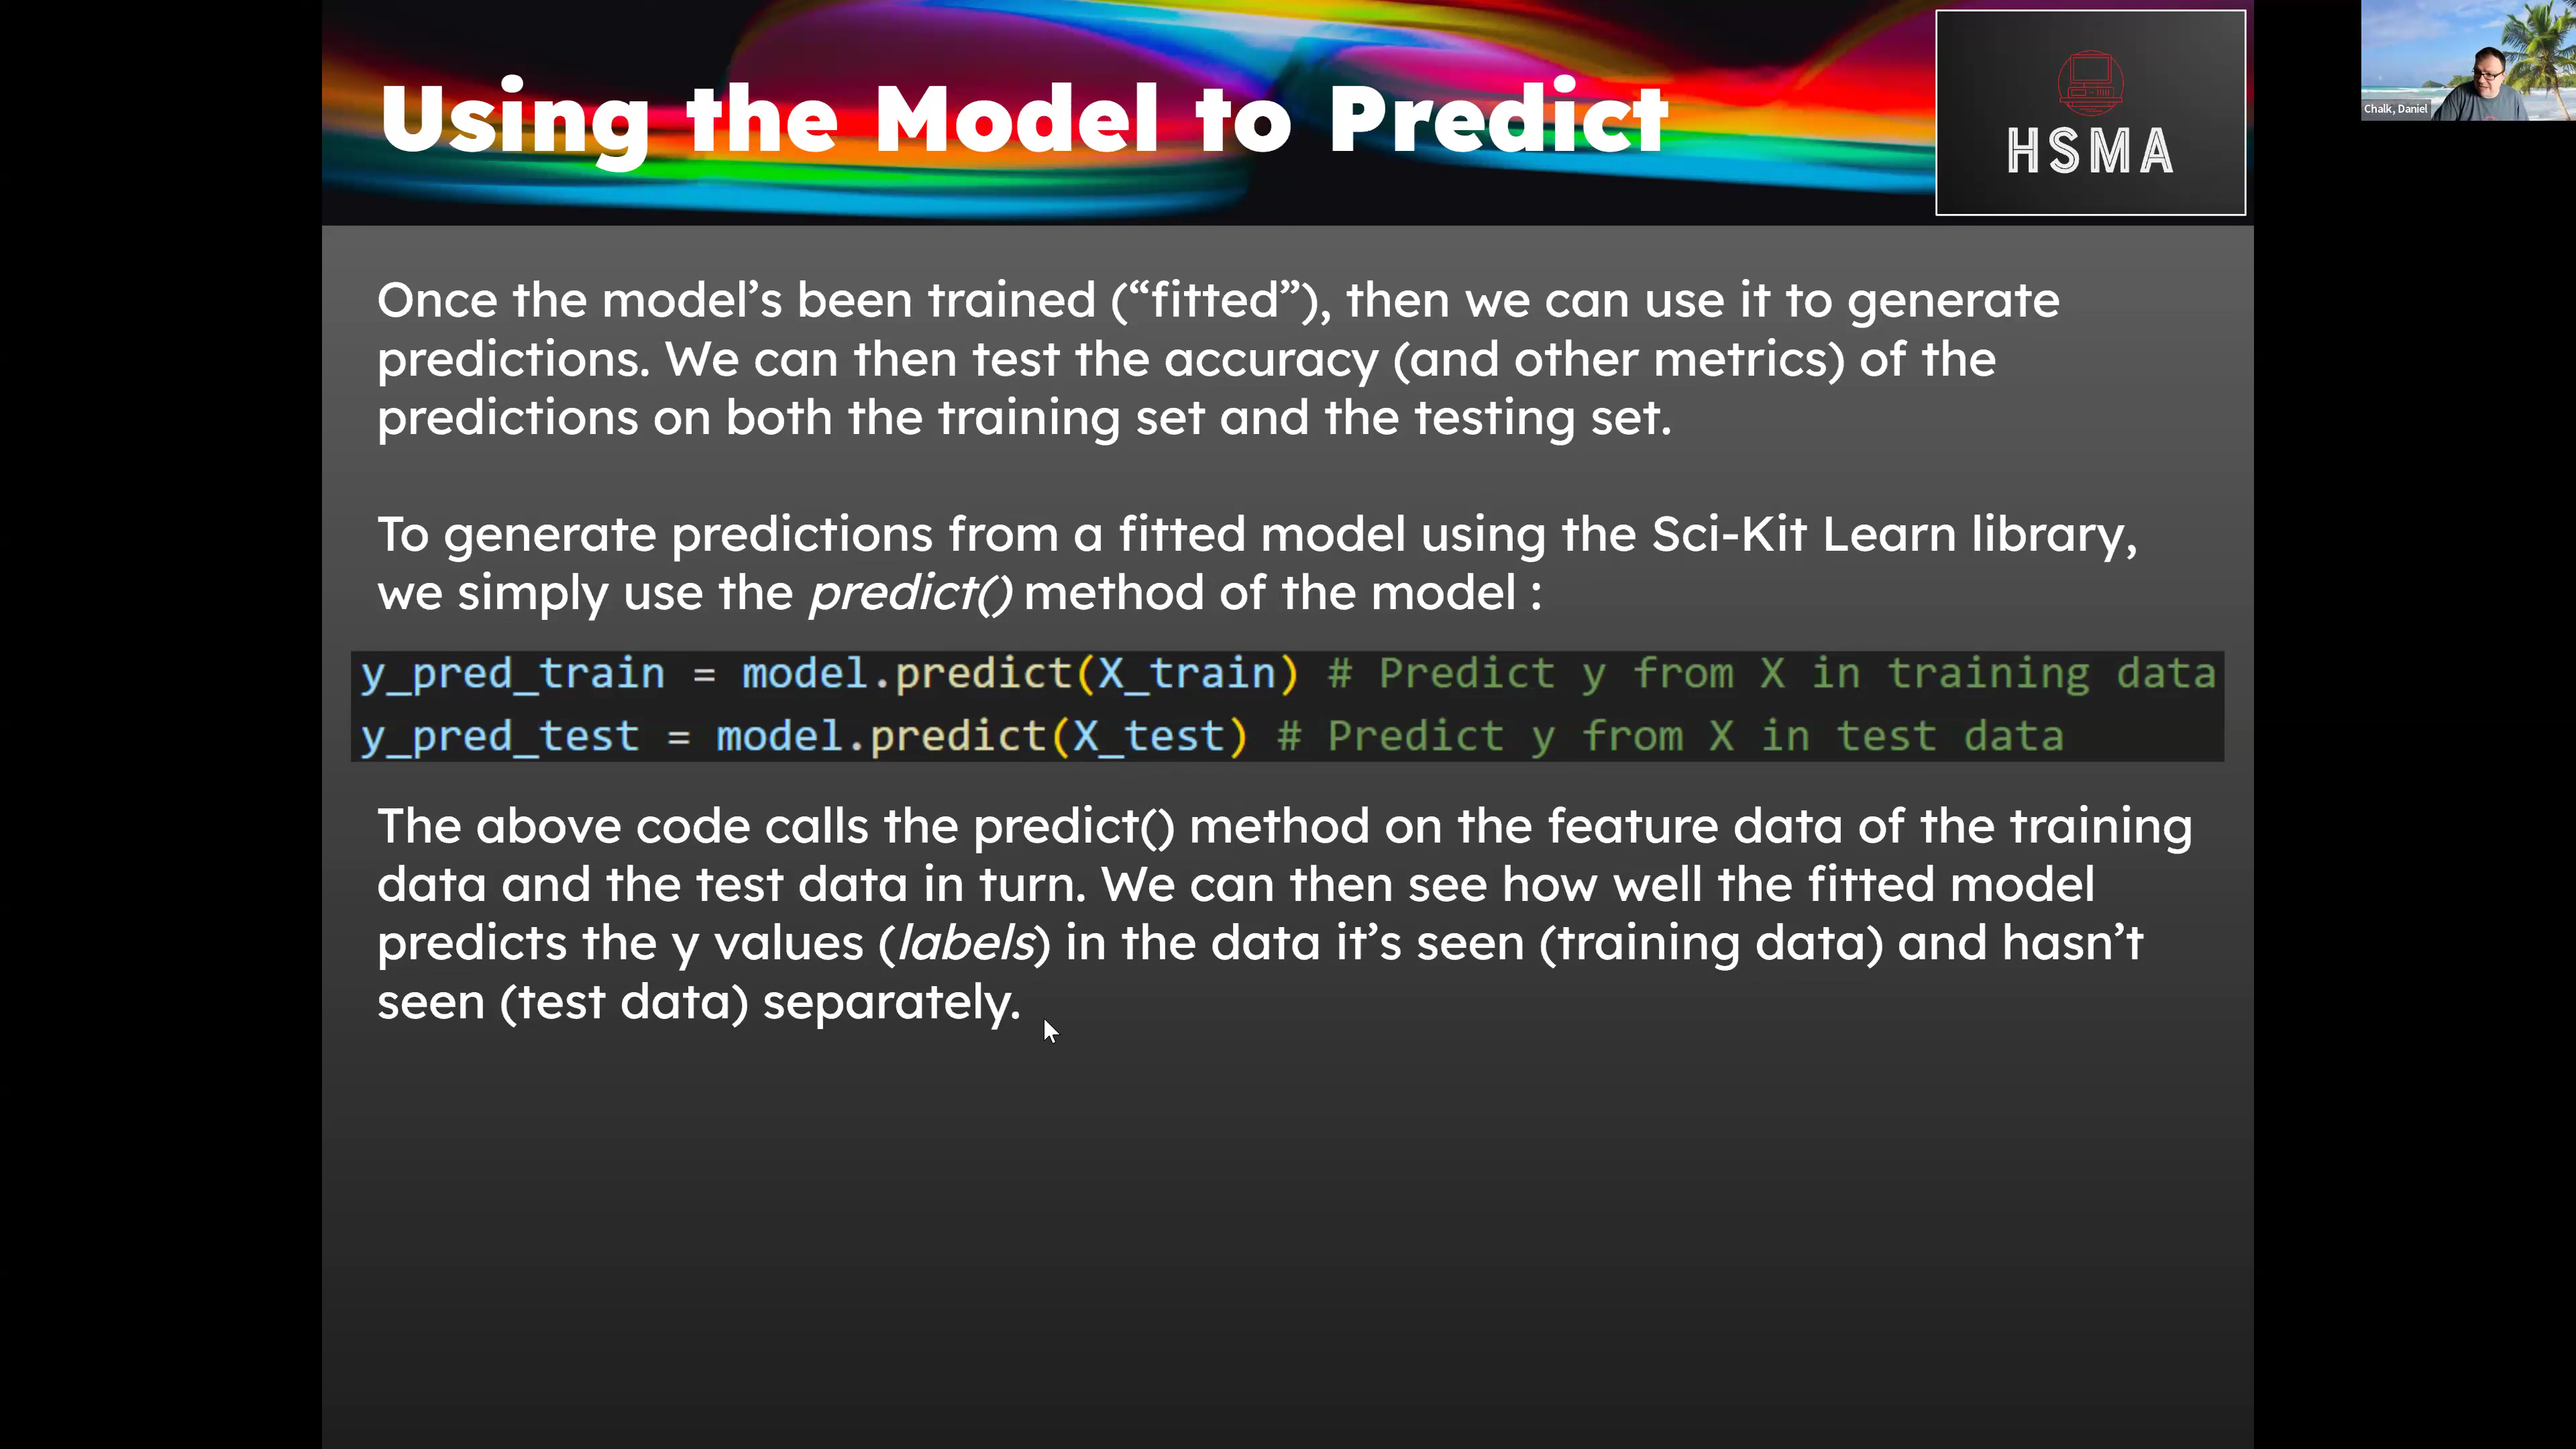 Using the Model to Predict
HSMA
Chalk, Daniel
Once the model’s been trained (“fitted”), then we can use it to generate
predictions. We can then test the accuracy (and other metrics) of the
predictions on both the training set and the testing set.
To generate predictions from a fitted model using the Sci-Kit Learn library,
we simply use the predict() method of the model :
y_pred_train = model.predict(X_train) # Predict y from X in training data
y_pred_test = model.predict(X_test) # Predict y from X in test data
The above code calls the predict() method on the feature data of the training
data and the test data in turn. We can then see how well the fitted model
predicts the y values (labels) in the data it’s seen (training data) and hasn’t
seen (test data) separately.